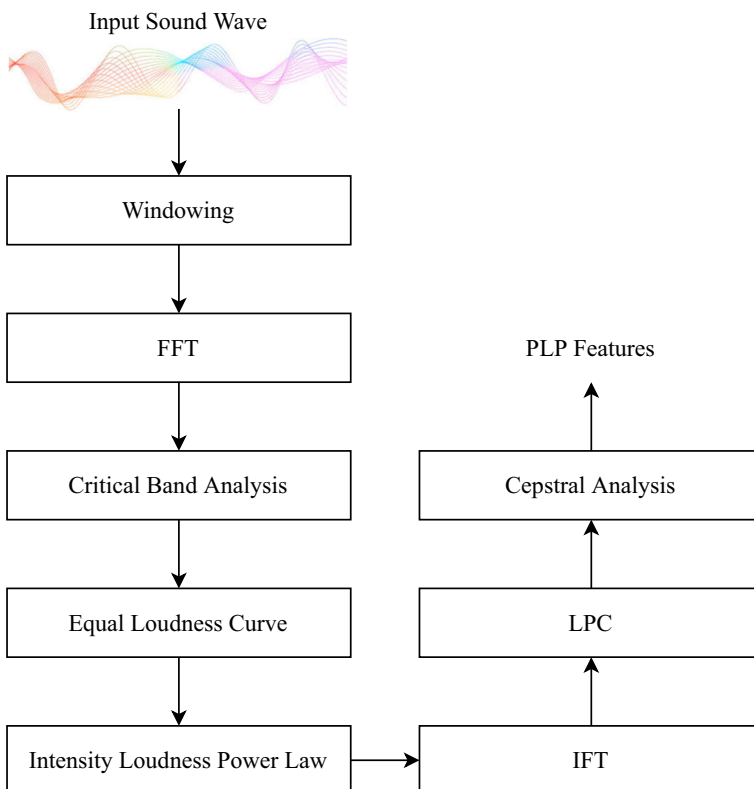 Input Sound Wave
Windowing
FFT
Critical Band Analysis
Equal Loudness Curve
Intensity Loudness Power Law
IFT
LPC
Cepstral Analysis
PLP Features